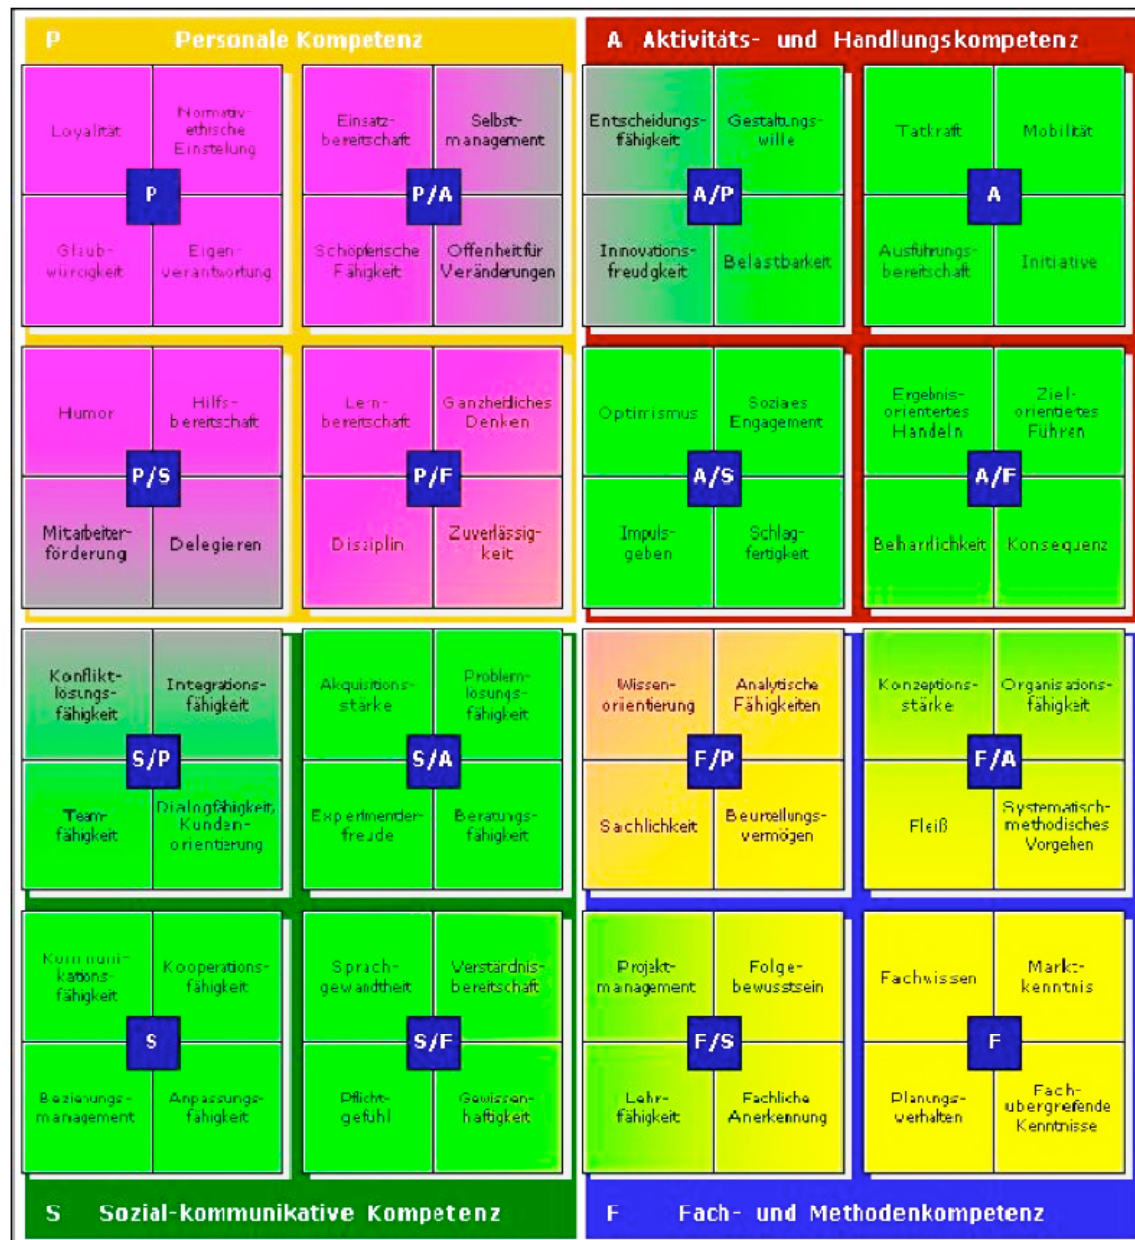 P Personale Kompetenz
A Aktivitäts- und Handlungskompetenz
Loyalität
Normativ-
ethische
Einstelung
P
Glaub-
würcigkeit
Eigen-
verantwortung
Einsatz-
bereitschaft
Selbst-
management
P/A
Schöpferische
Fähigkeit
Offenheit für
Veränderungen
Entscheidungs-
fähigkeit
Gestaltungs-
wille
A/P
Innovations-
freudgkeit
Belastbarkeit
Tatkraft
Mobilität
A
Ausführungs-
bereitschaft
Initiative
Humor
Hilfs-
bereitschaft
P/S
Mitarbeiter-
förderung
Delegieren
Lern-
bereitschaft
Ganzheitliches
Denken
P/F
Disziplin
Zuverlässig-
keit
Optimismus
Soziaes
Engagement
A/S
Impuls-
geben
Schlag-
fertigkeit
Ergebnis-
orientertes
Handeln
Ziel-
orientietes
Führen
A/F
Beharrlichkeit
Konsequenz
Konflikt-
lösungs-
fähigkeit
Integrations-
fähigkeit
S/P
Team-
fähigkeit
Dialogfähigkeit,
Kunden-
orientierung
Akquisitions-
stärke
Problem-
lösungs-
fähigkeit
S/A
Experimentier-
freude
Beratungs-
fähigkeit
Wissen-
orientierung
Analytische
Fähigkeiten
F/P
Sachlichkeit
Beurteilungs-
vermögen
Konzeptions-
stärke
Organisations-
fähigkeit
F/A
Fleiß
Systematisch-
methodisches
Vorgehen
Kommuni-
kations-
fähigkeit
Kooperations-
fähigkeit
S
Beziehungs-
management
Anpassungs-
fähigkeit
Sprach-
gewandtheit
Verständnis-
bereitschaft
S/F
Pflicht-
gefühl
Gewissen-
haftigkeit
Projekt-
management
Folge-
bewusstsein
F/S
Lehr-
fähigkeit
Fachliche
Anerkennung
Fachwissen
Markt-
kenntnis
F
Planungs-
verhalten
Fach-
übergreifende
Kenntnisse
S Sozial-kommunikative Kompetenz
F Fach- und Methodenkompetenz